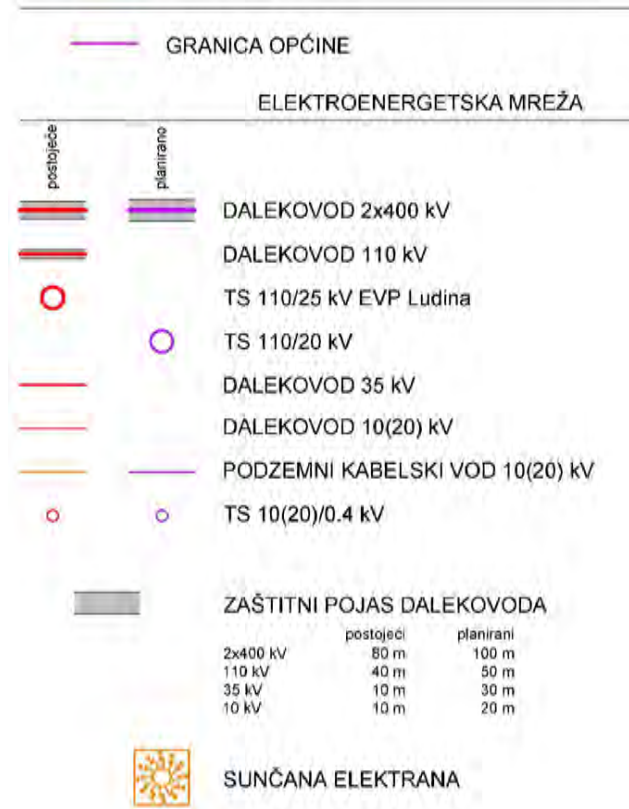 GRANICA OPĆINE
ELEKTROENERGETSKA MREŽA
postojeće planirano
DALEKOVOD 2x400 kV
DALEKOVOD 110 kV
TS 110/25 kV EVP Ludina
TS 110/20 kV
DALEKOVOD 35 kV
DALEKOVOD 10(20) kV
PODZEMNI KABELSKI VOD 10(20) kV
TS 10(20)/0.4 kV
ZAŠTITNI POJAS DALEKOVODA
postojeći planirani
2x400 kV 80 m 100 m
110 kV 40 m 50 m
35 kV 10 m 30 m
10 kV 10 m 20 m
SUNČANA ELEKTRANA